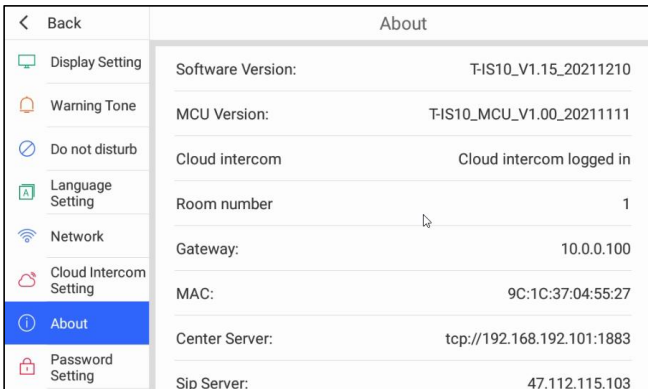 Back
About
Display Setting
Warning Tone
Do not disturb
Language
Setting
Network
Cloud Intercom
Setting
About
Password
Setting
Software Version: T-IS10_V1.15_20211210
MCU Version: T-IS10_MCU_V1.00_20211111
Cloud intercom Cloud intercom logged in
Room number 1
Gateway: 10.0.0.100
MAC: 9C:1C:37:04:55:27
Center Server: tcp://192.168.192.101:1883
Sip Server: 47.112.115.103